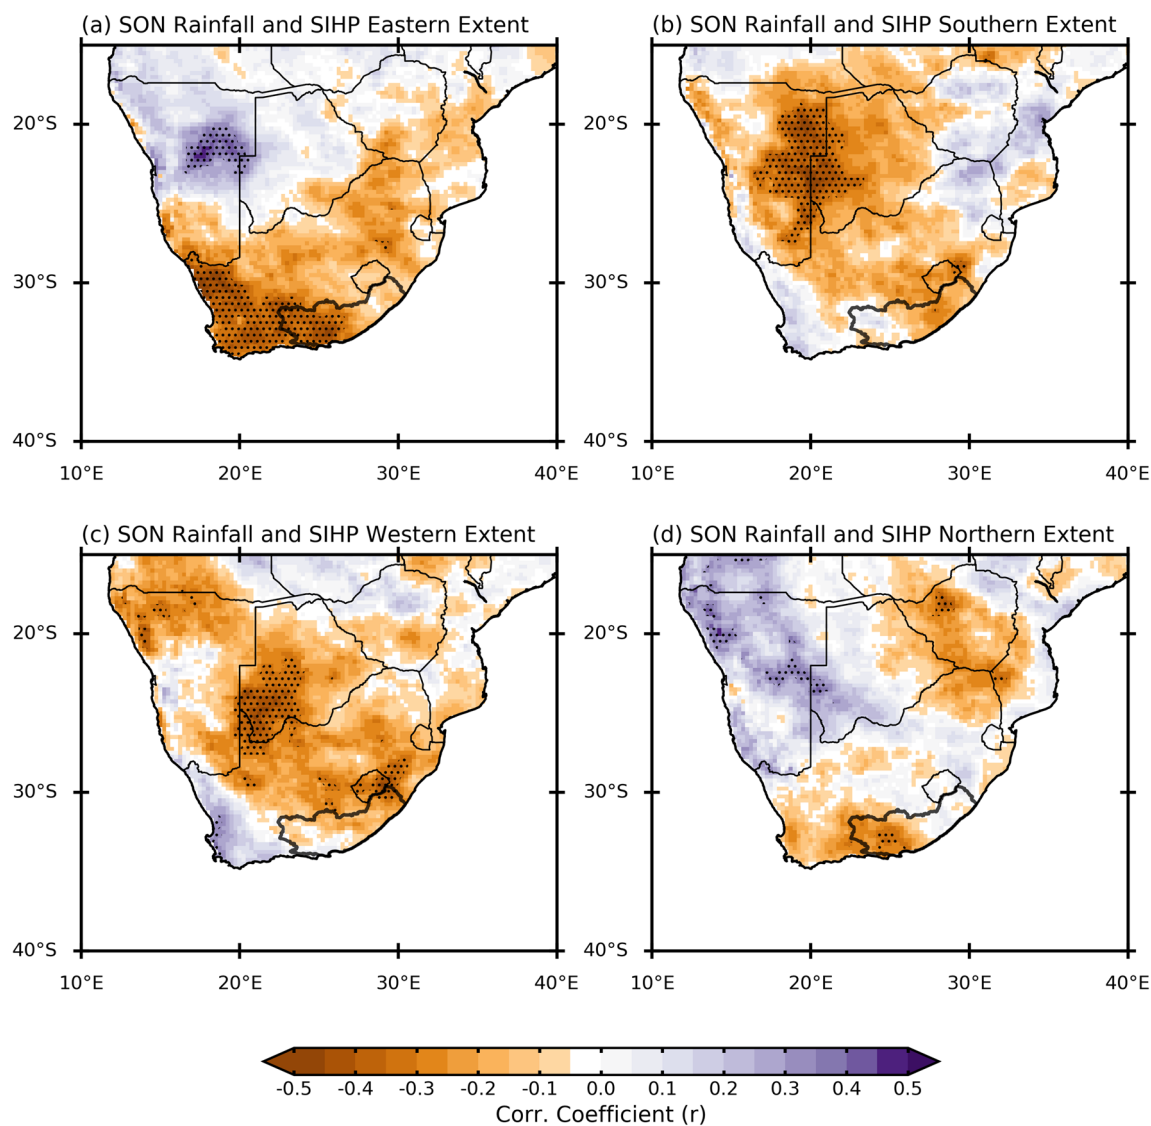 (a) SON Rainfall and SIHP Eastern Extent
(b) SON Rainfall and SIHP Southern Extent
20°S
20°S
30°S
30°S
40°S
40°S
10°E 20°E 30°E 40°E
10°E 20°E 30°E 40°E
(c) SON Rainfall and SIHP Western Extent
(d) SON Rainfall and SIHP Northern Extent
20°S
20°S
30°S
30°S
40°S
40°S
10°E 20°E 30°E 40°E
10°E 20°E 30°E 40°E
-0.5 -0.4 -0.3 -0.2 -0.1 0.0 0.1 0.2 0.3 0.4 0.5
Corr. Coefficient (r)